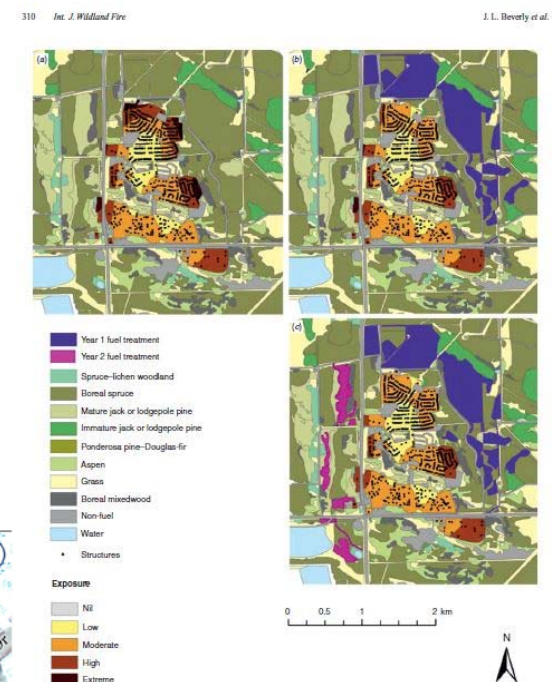 310 Int. J. Wildland Fire
J. L. Beverly et al.
(a)
(b)
(c)
Year 1 fuel treatment
Year 2 fuel treatment
Spruce–lichen woodland
Boreal spruce
Mature jack or lodgepole pine
Immature jack or lodgepole pine
Ponderosa pine–Douglas-fir
Aspen
Grass
Boreal mixedwood
Non-fuel
Water
Structures
Exposure
Nil
Low
Moderate
High
Extreme
0 0.5 1 2 km
N